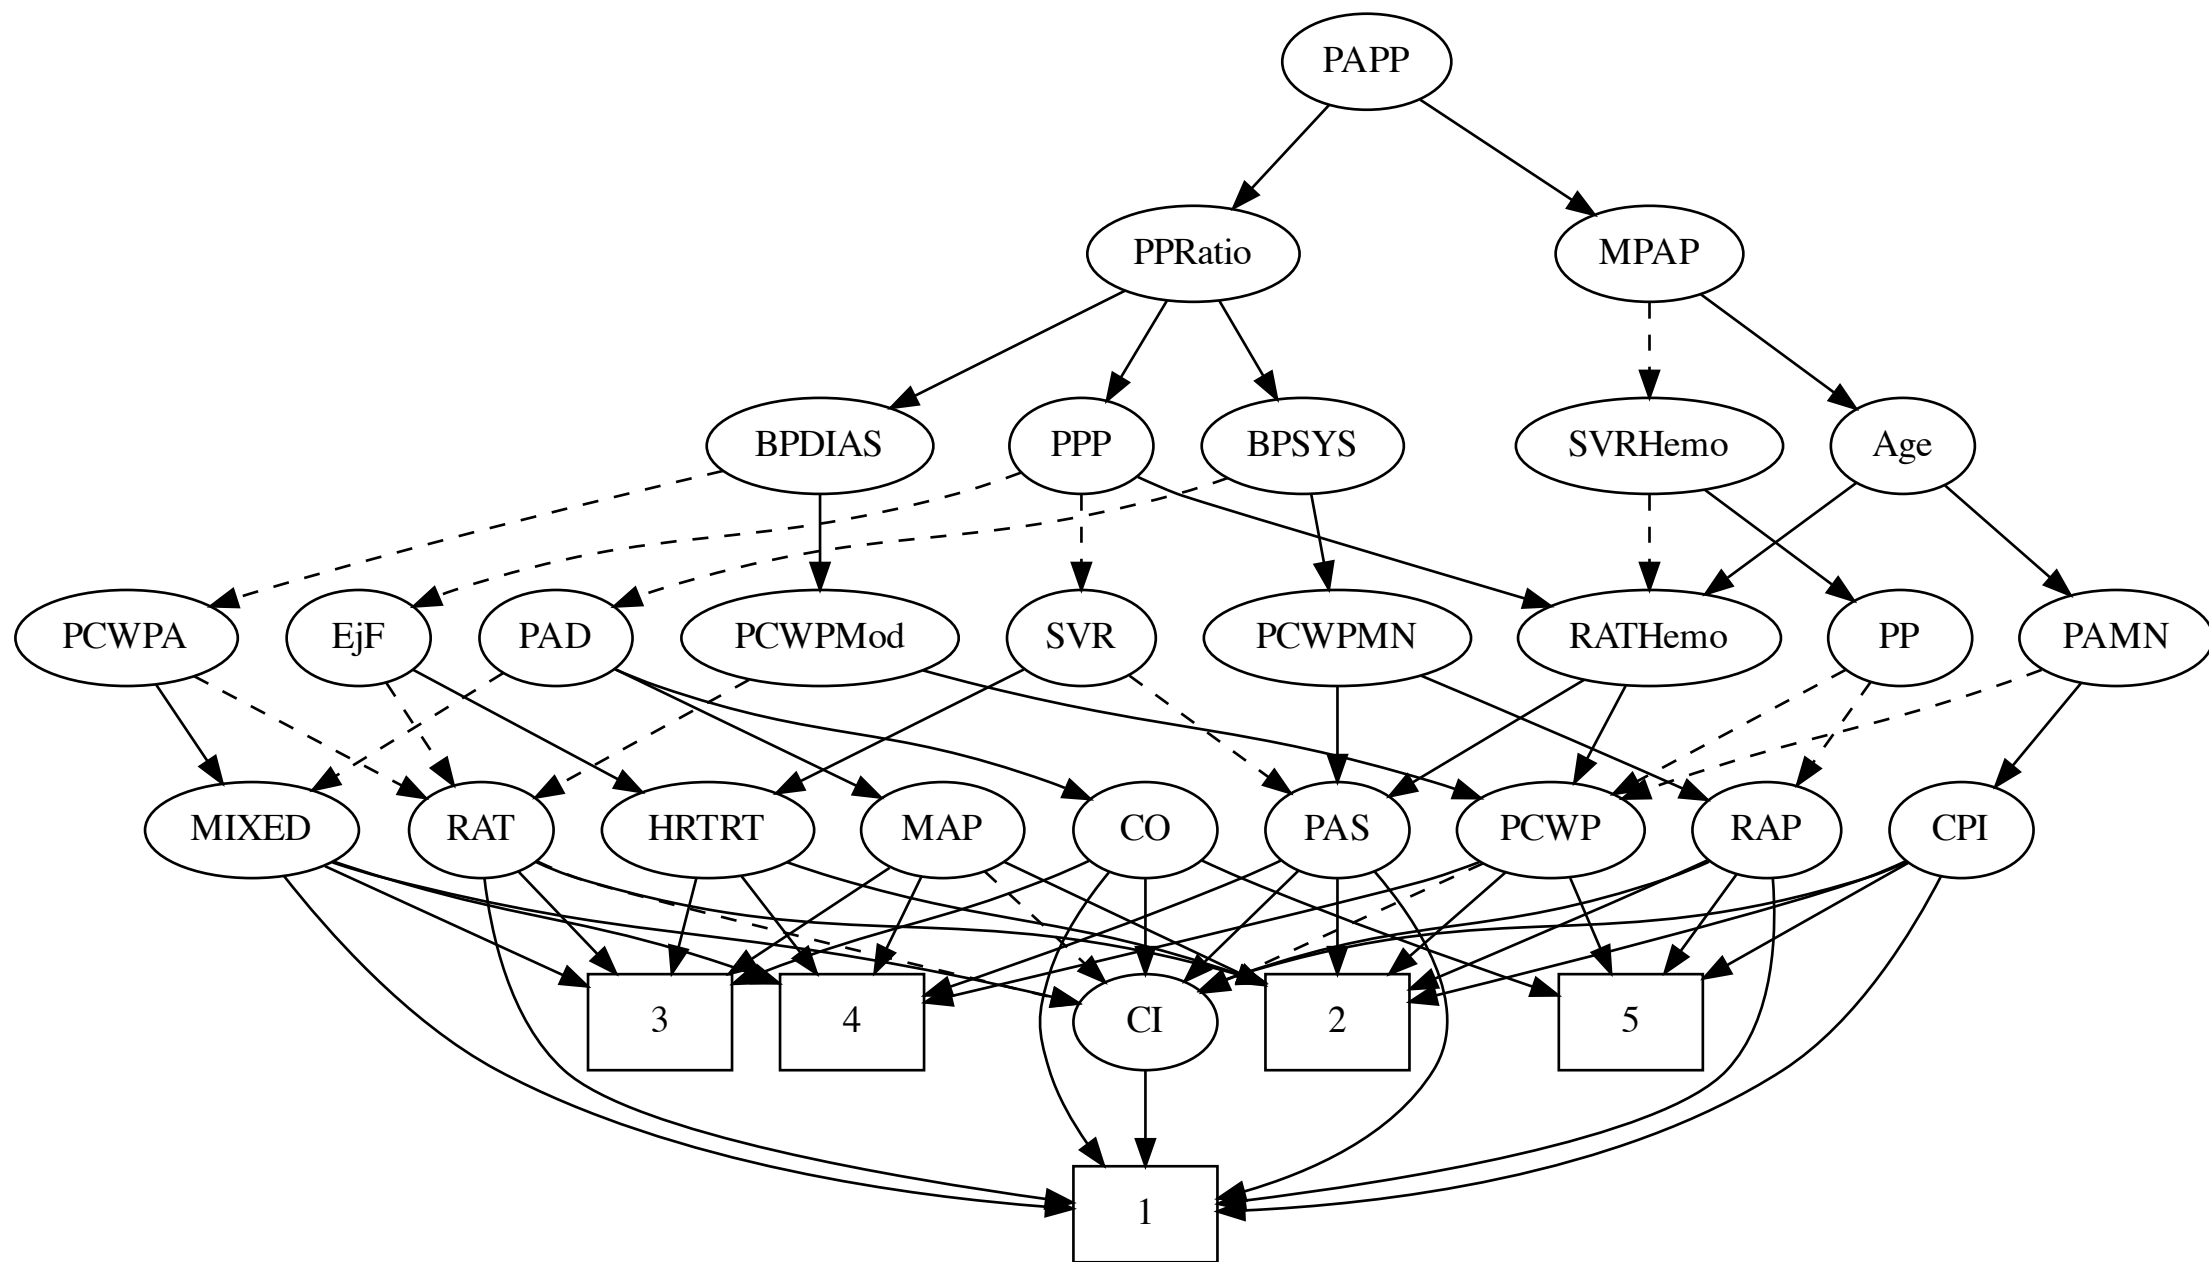 PAPP
PPRatio
MPAP
BPDIAS
PPP
BPSYS
SVRHemo
Age
PCWPA
EjF
PAD
PCWPMod
SVR
PCWPMN
RATHemo
PP
PAMN
MIXED
RAT
HRTRT
MAP
CO
PAS
PCWP
RAP
CPI
3
4
CI
2
5
1